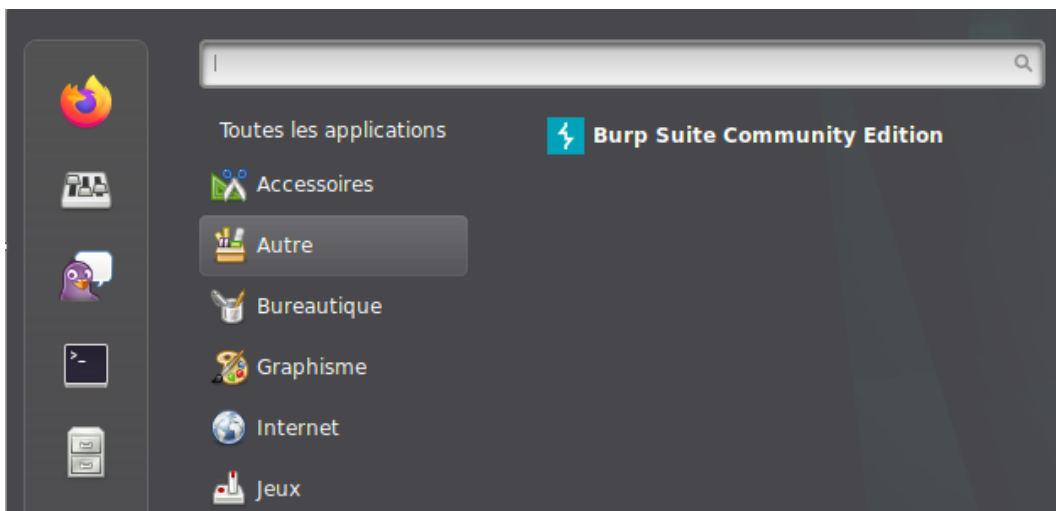 Toutes les applications
Burp Suite Community Edition
Accessoires
Autre
Bureautique
Graphisme
Internet
Jeux